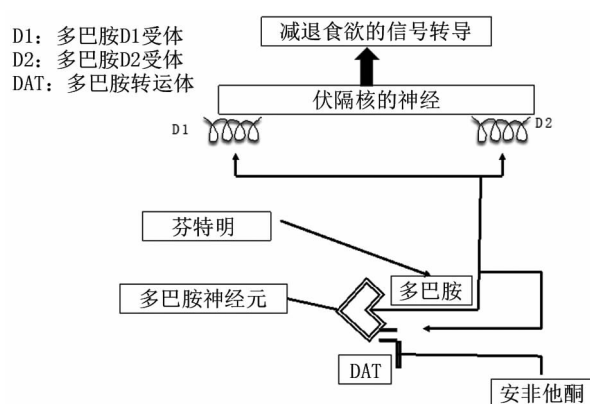 D1：多巴胺D1受体
D2：多巴胺D2受体
DAT：多巴胺转运体
减退食欲的信号转导
伏隔核的神经
D1
D2
芬特明
多巴胺
多巴胺神经元
DAT
安非他酮